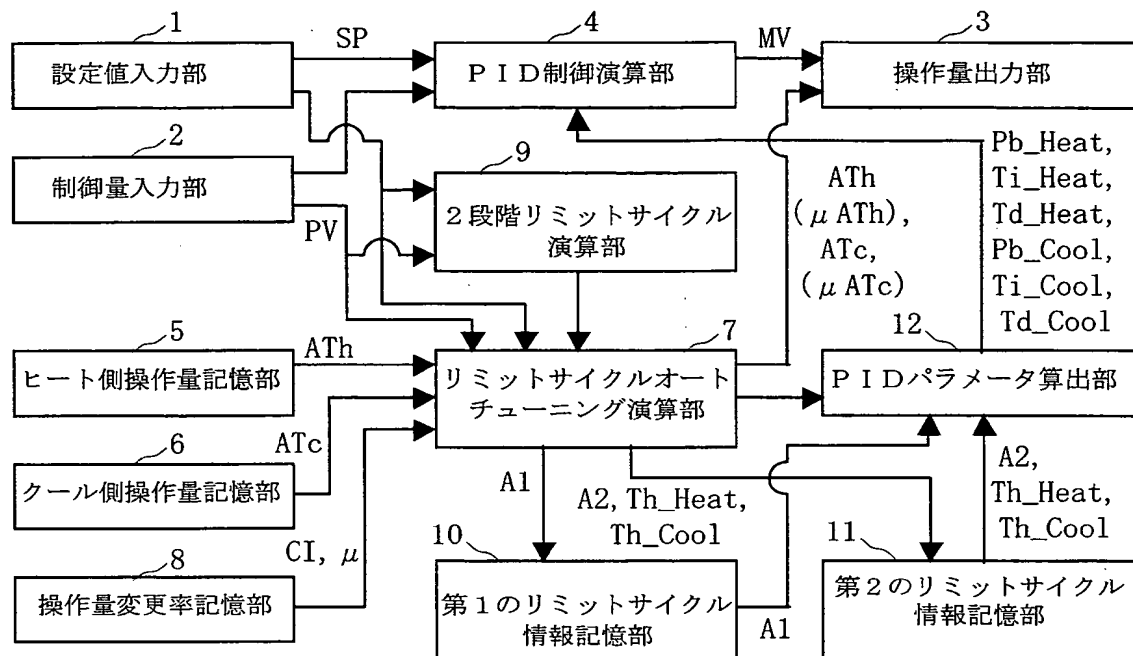 1
設定値入力部
SP
4
PID制御演算部
MV
3
操作量出力部
2
制御量入力部
PV
9
2段階リミットサイクル
演算部
ATh
(μATh),
ATc,
(μATc)
Pb_Heat,
Ti_Heat,
Td_Heat,
Pb_Cool,
Ti_Cool,
Td_Cool
5
ヒート側操作量記憶部
ATh
7
リミットサイクルオート
チューニング演算部
12
PIDパラメータ算出部
6
クール側操作量記憶部
ATc
8
操作量変更率記憶部
CI, μ
A1
A2, Th_Heat,
Th_Cool
A2,
Th_Heat,
Th_Cool
10
第1のリミットサイクル
情報記憶部
A1
11
第2のリミットサイクル
情報記憶部